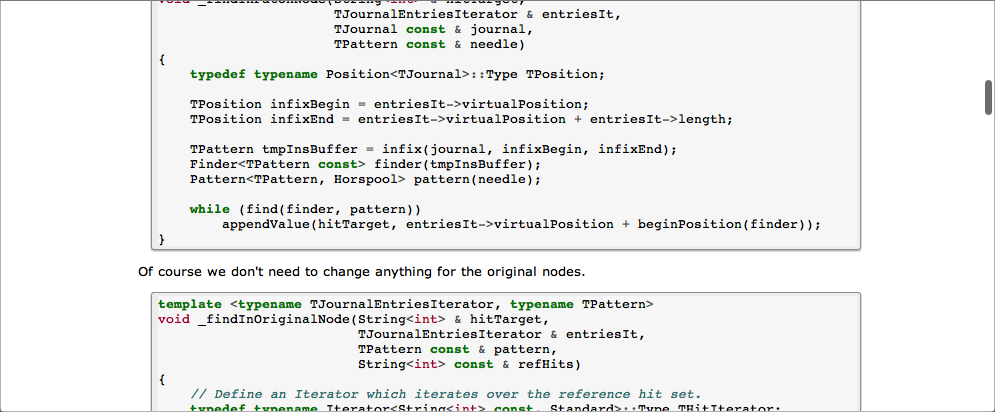 TJournalEntriesIterator & entriesIt,
TJournal const & journal,
TPattern const & needle)
{
typedef typename Position<TJournal>::Type TPosition;
TPosition infixBegin = entriesIt->virtualPosition;
TPosition infixEnd = entriesIt->virtualPosition + entriesIt->length;
TPattern tmpInsBuffer = infix(journal, infixBegin, infixEnd);
Finder<TPattern const> finder(tmpInsBuffer);
Pattern<TPattern, Horspool> pattern(needle);
while (find(finder, pattern))
appendValue(hitTarget, entriesIt->virtualPosition + beginPosition(finder));
}
Of course we don't need to change anything for the original nodes.
template <typename TJournalEntriesIterator, typename TPattern>
void _findInOriginalNode(String<int> & hitTarget,
TJournalEntriesIterator & entriesIt,
TPattern const & pattern,
String<int> const & refHits)
{
// Define an Iterator which iterates over the reference hit set.
typedef typename Iterator<String<int> const, Standard>::Type THitIterator;